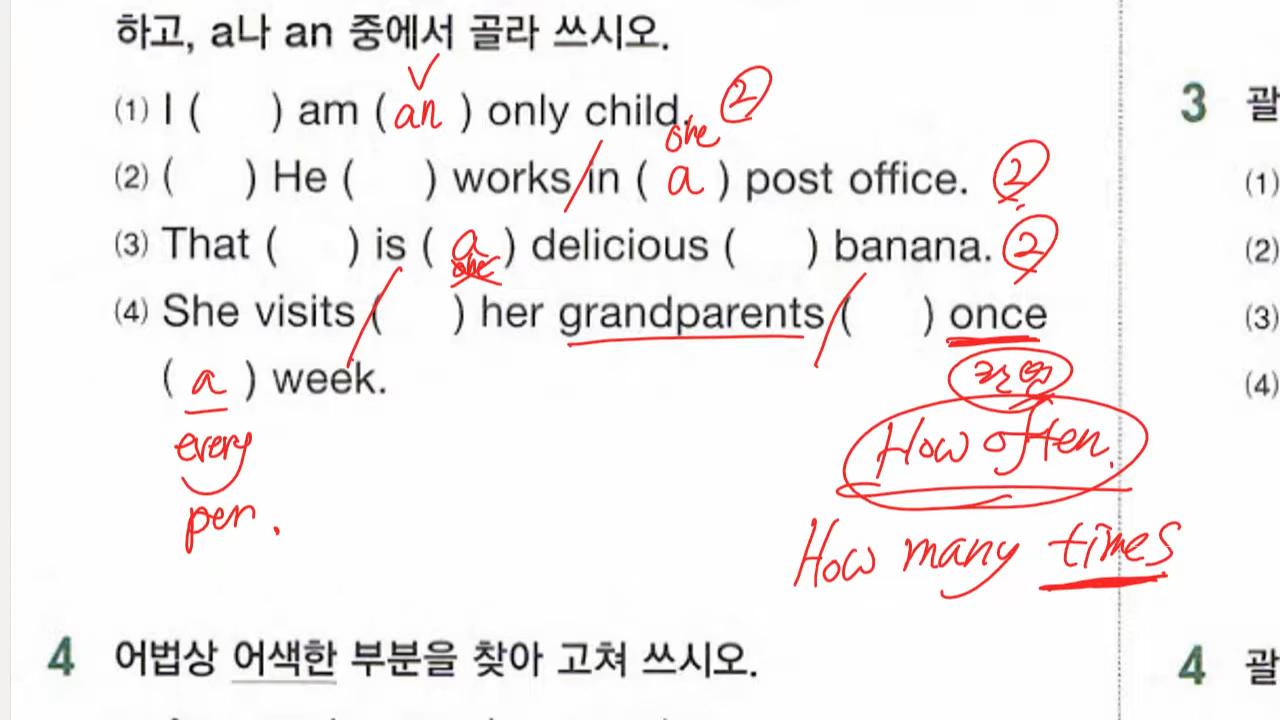 하고, a나 an 중에서 골라 쓰시오.
(1) I ( ) am ( an ) only child. ②
one
(2) ( ) He ( ) works/in ( a ) post office. ②
(3) That ( ) is ( a ) delicious ( ) banana. ②
(4) She visits ( ) her grandparents ( ) once
( a ) week.
every
per.
How often.
How many times
4 어법상 어색한 부분을 찾아 고쳐 쓰시오.
3 괄
(1)
(2)
(3)
(4)
4 괄